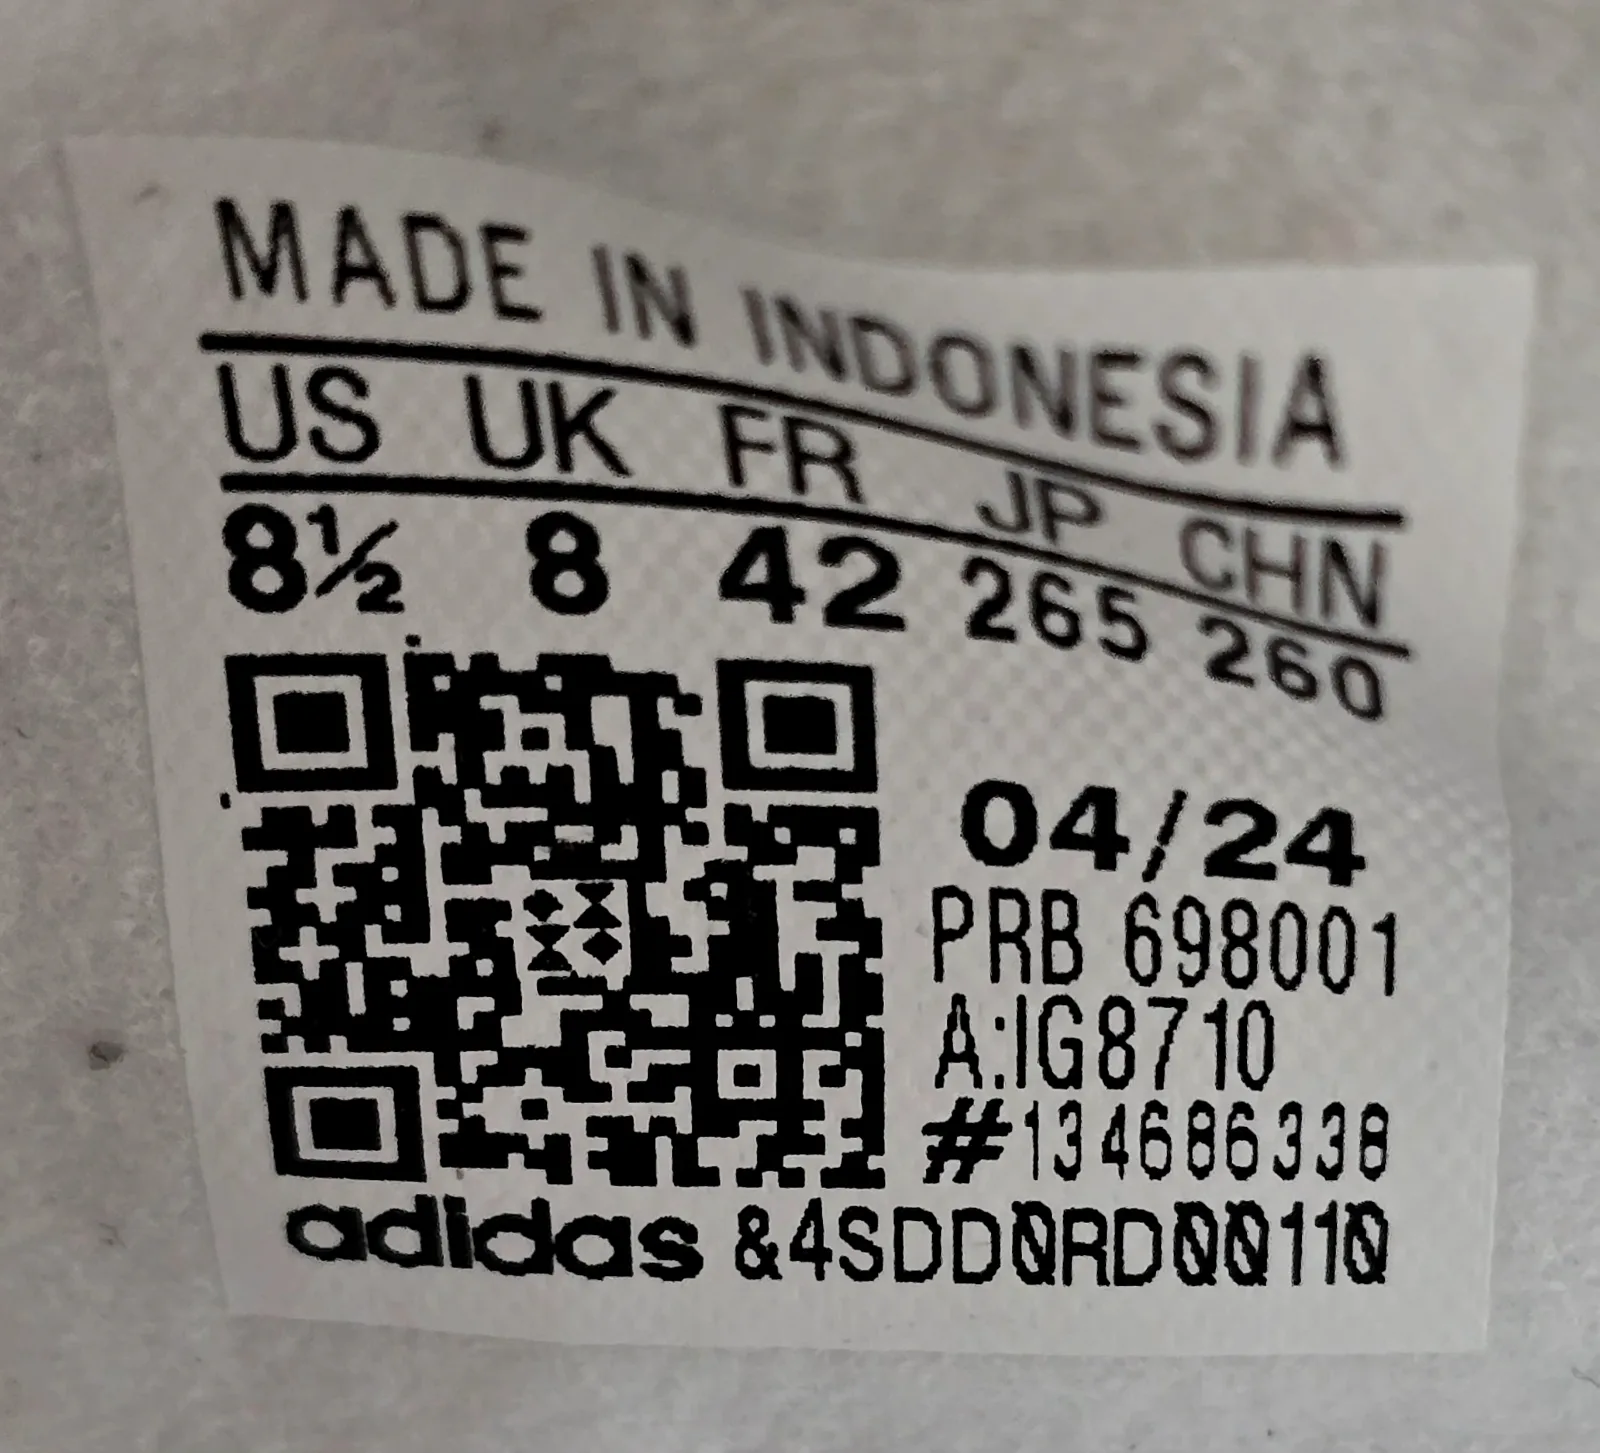 MADE IN INDONESIA
US UK FR JP CHN
8½ 8 42 265 260
04/24
PRB 698001
A:IG8710
#134686338
adidas &4SDD0RD00110